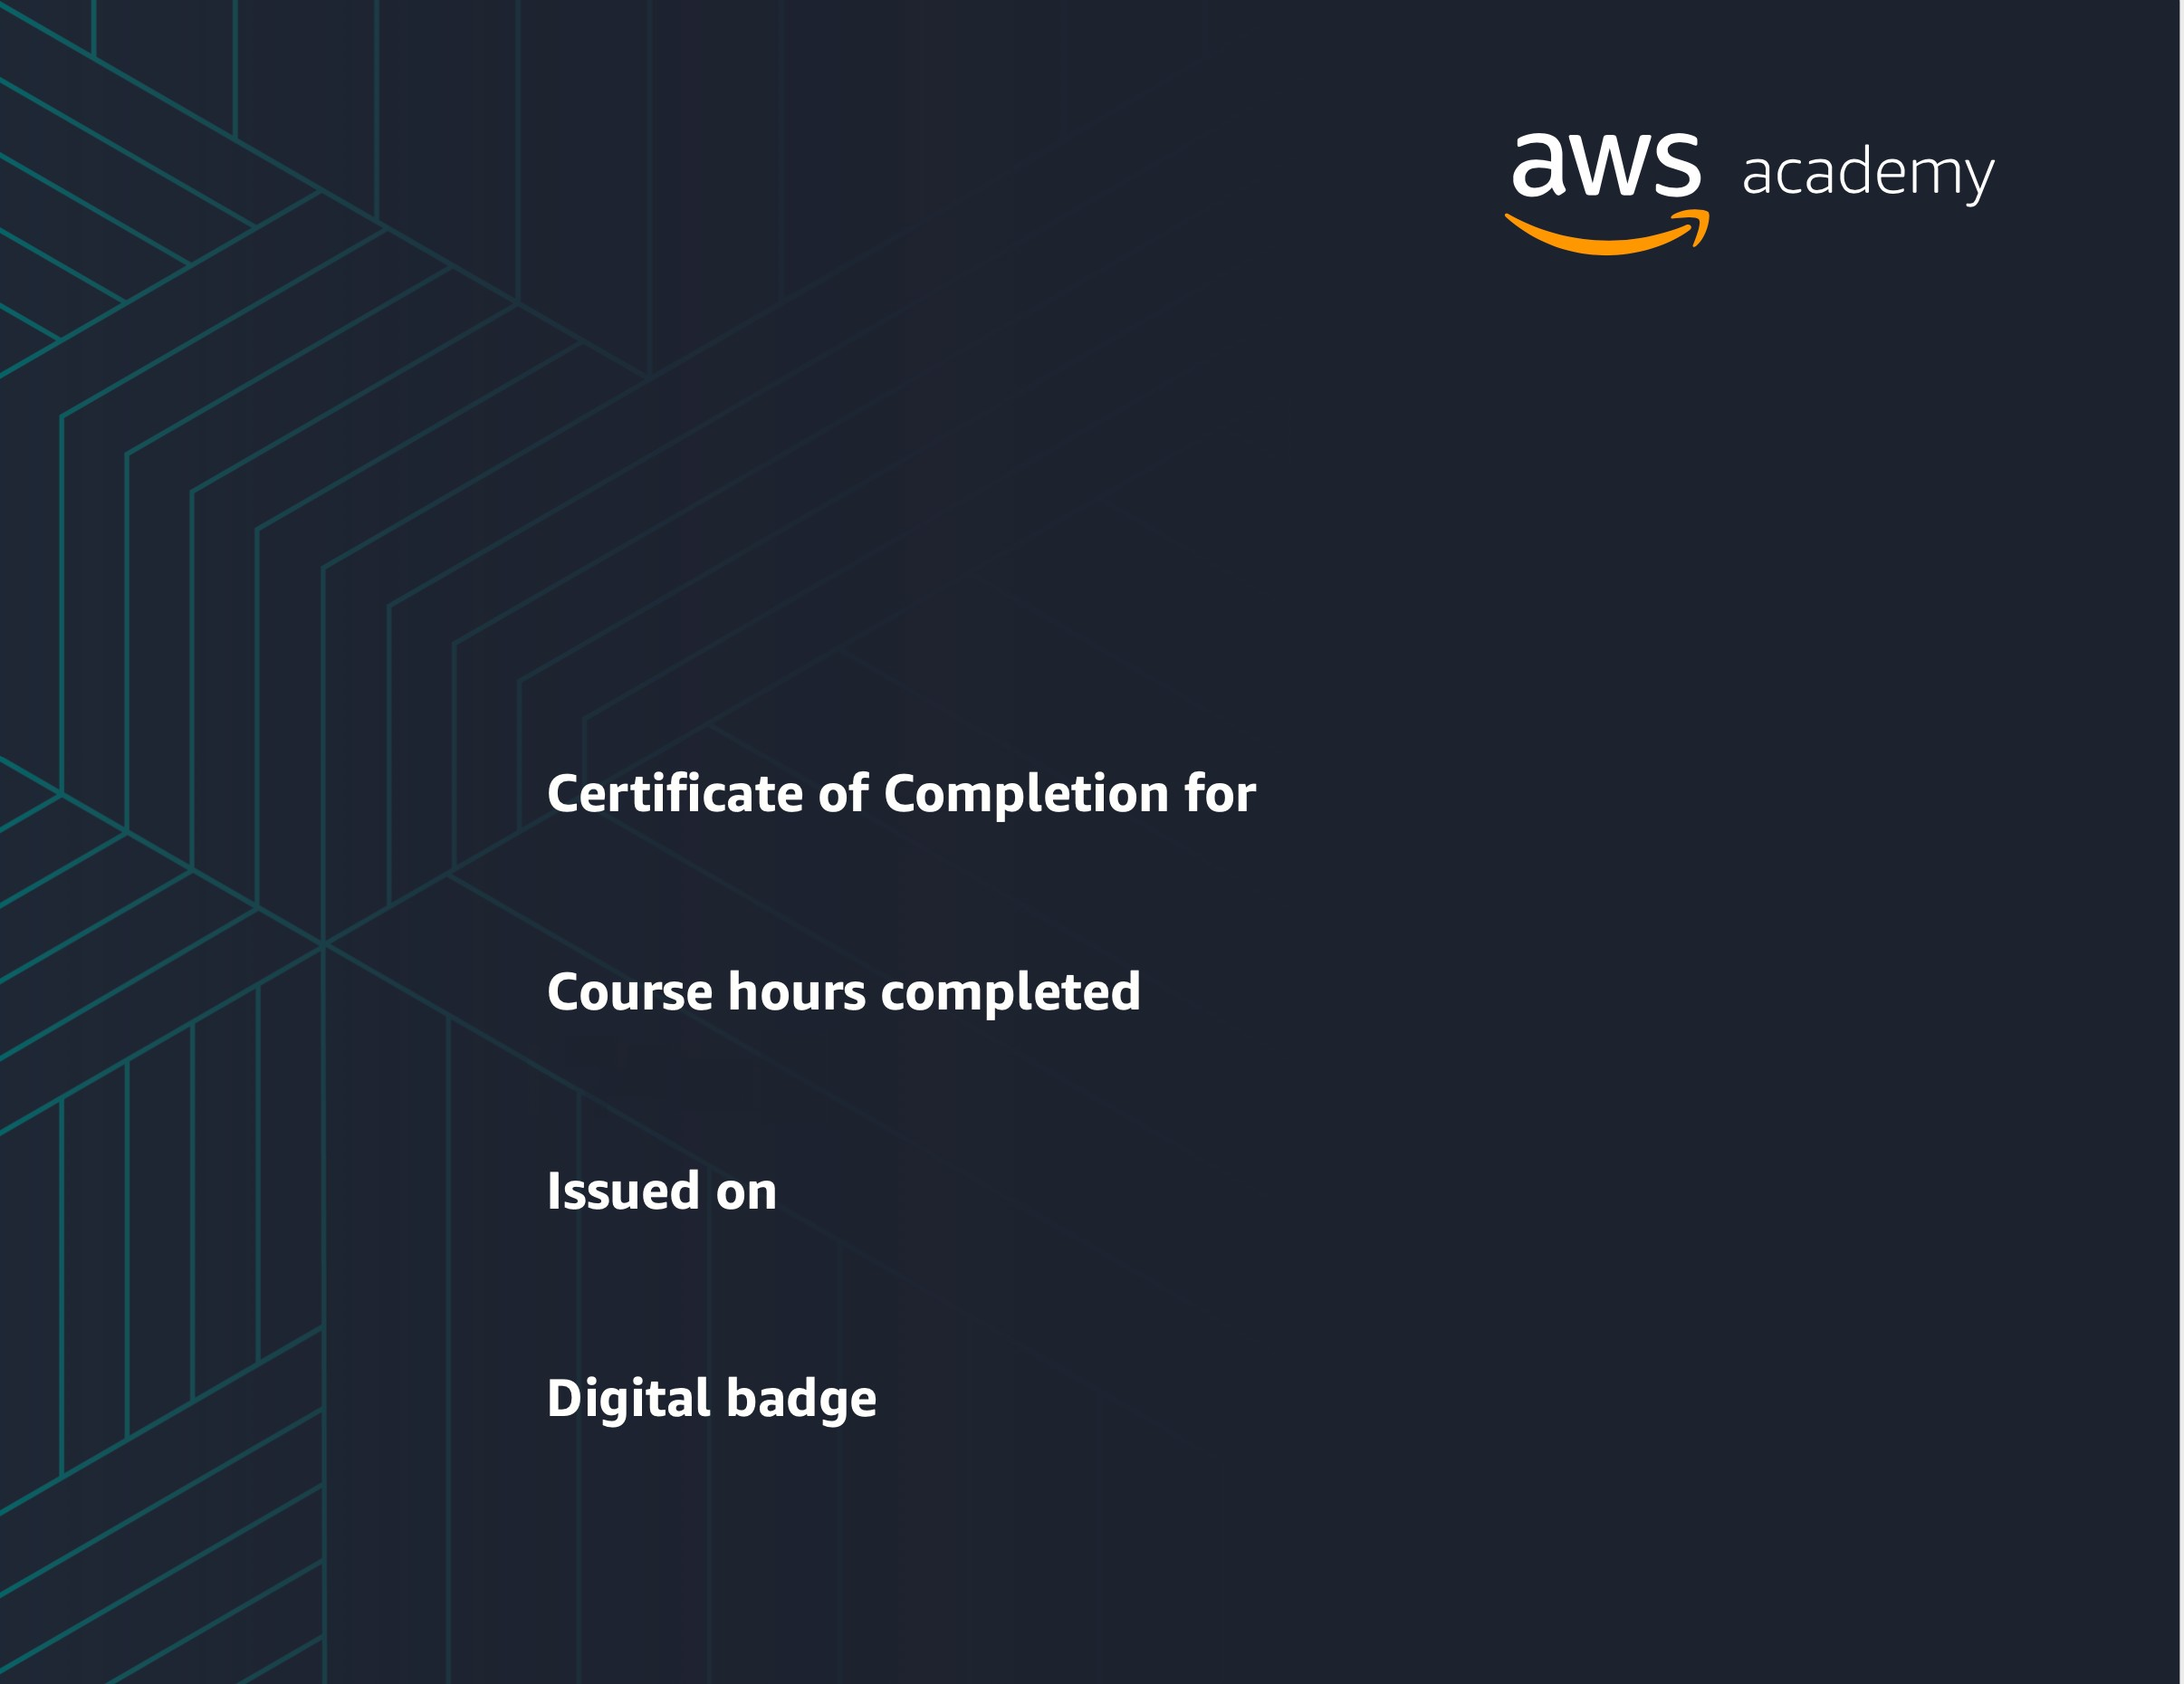 aws academy
Certificate of Completion for
Course hours completed
Issued on
Digital badge